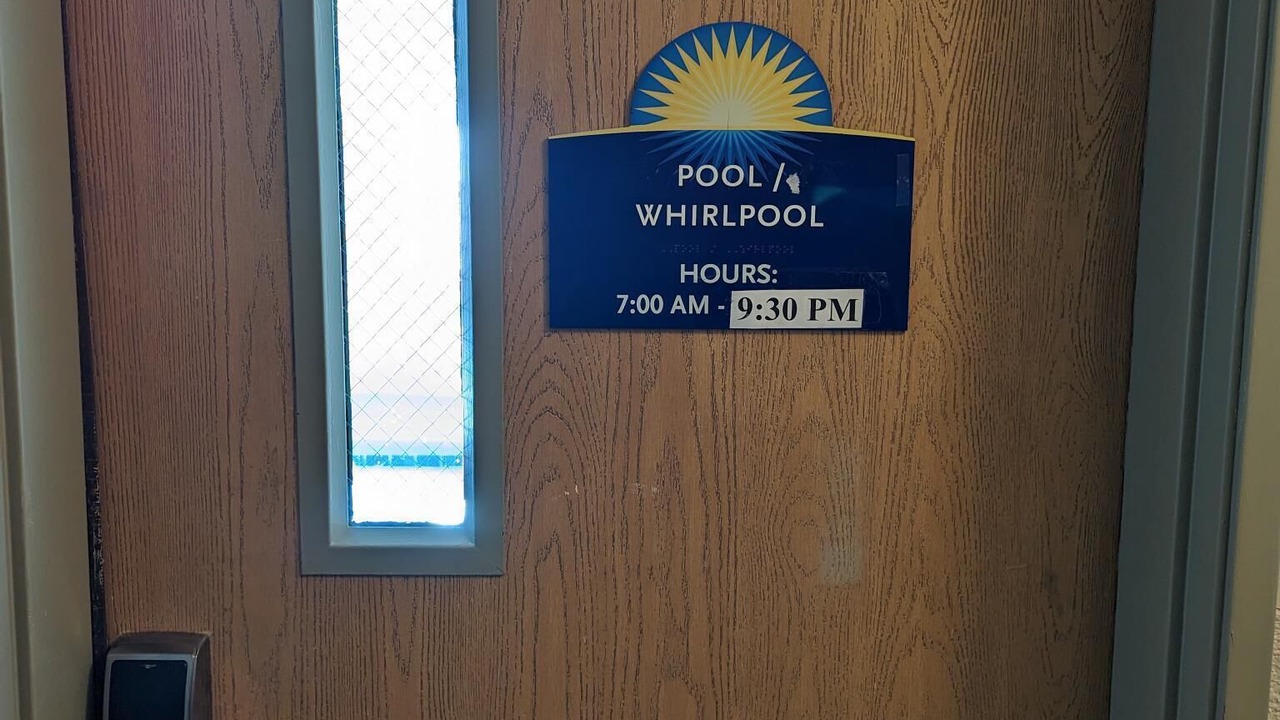 POOL /
WHIRLPOOL
HOURS:
7:00 AM - 9:30 PM